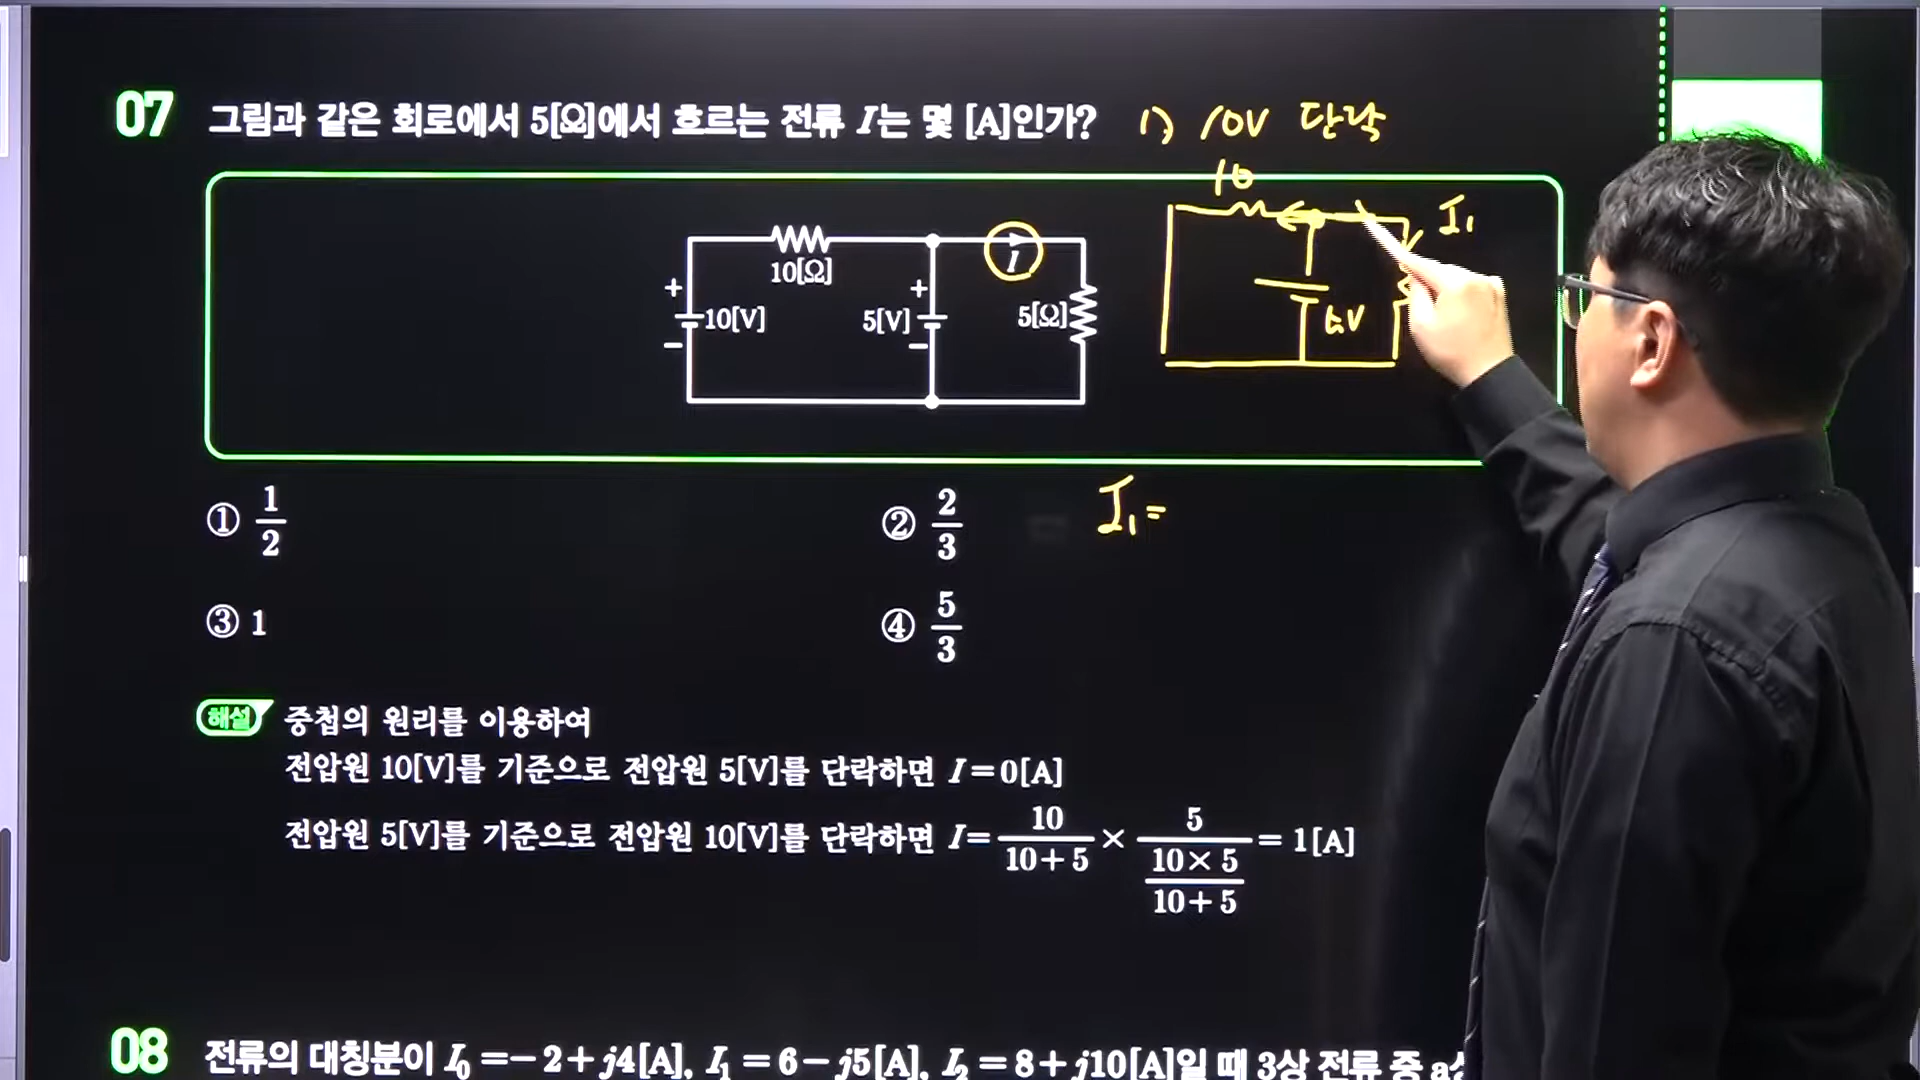 07 그림과 같은 회로에서 5[Ω]에서 흐르는 전류 I는 몇 [A]인가?
1) 10V 단락
10
I₁
10[Ω]
I
+
+
10[V]
5[V]
5[Ω]
5V
−
−
① 1/2
② 2/3
I₁=
③ 1
④ 5/3
해설 중첩의 원리를 이용하여
전압원 10[V]를 기준으로 전압원 5[V]를 단락하면 I=0[A]
전압원 5[V]를 기준으로 전압원 10[V]를 단락하면 I= 10/(10+5) × 5/((10×5)/(10+5)) = 1[A]
08 전류의 대칭분이 I₀ =−2+j4[A], I₁ = 6−j5[A], I₂ = 8+j10[A]일 때 3상 전류 중